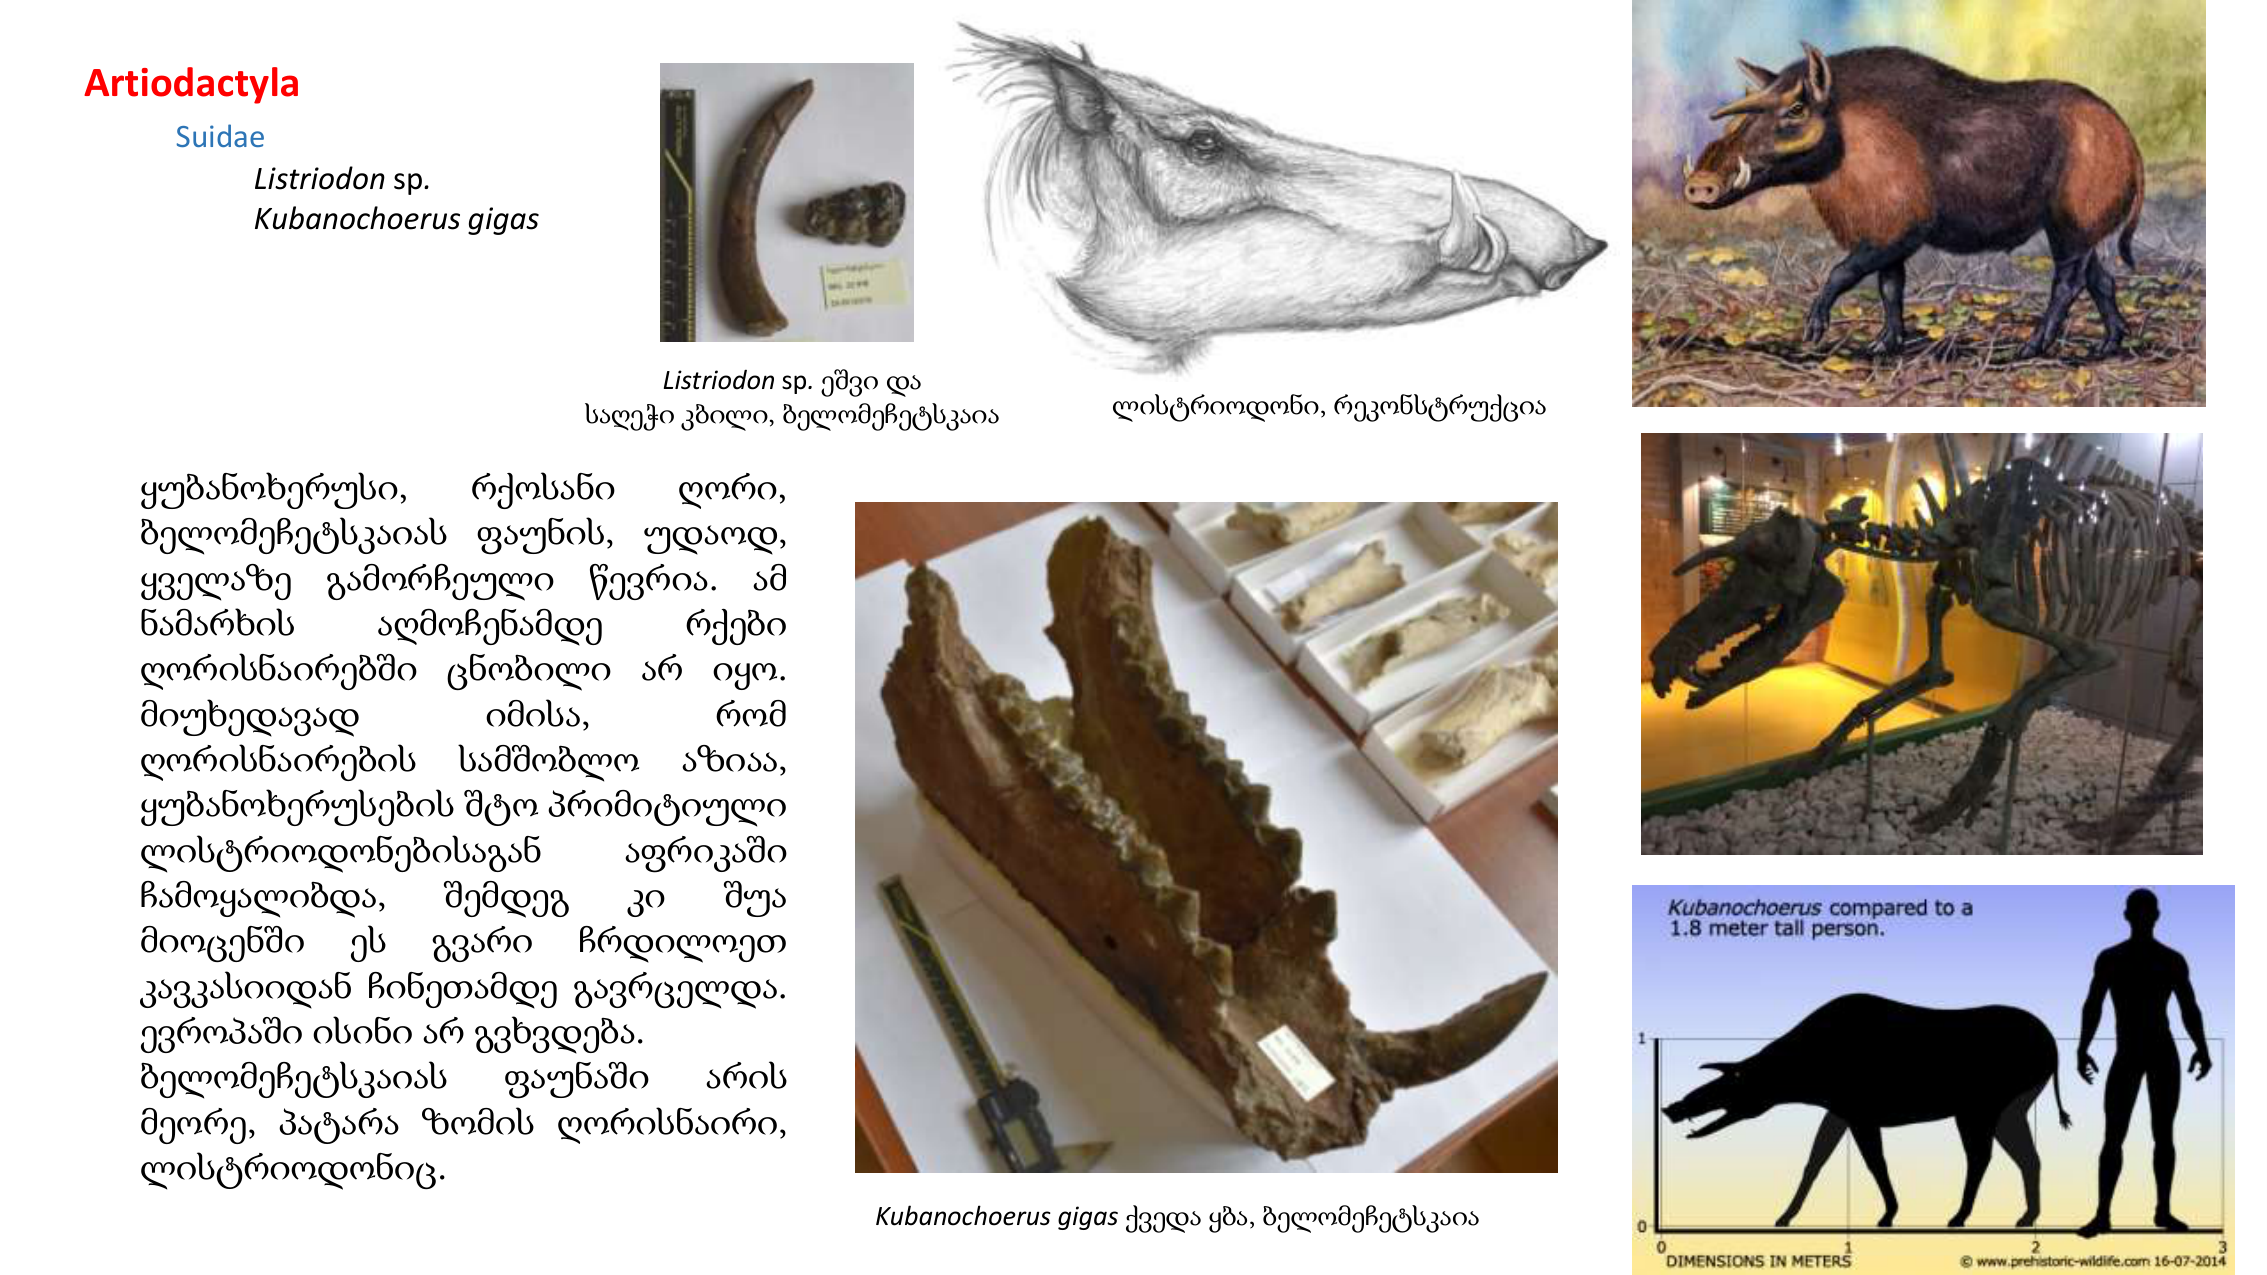 Artiodactyla
Suidae
Listriodon sp.
Kubanochoerus gigas
Listriodon sp. ეშვი და
საღეჭი კბილი, ბელომეჩეტსკაია
ლისტრიოდონი, რეკონსტრუქცია
ყუბანოხერუსი, რქოსანი ღორი,
ბელომეჩეტსკაიას ფაუნის, უდაოდ,
ყველაზე გამორჩეული წევრია. ამ
ნამარხის აღმოჩენამდე რქები
ღორისნაირებში ცნობილი არ იყო.
მიუხედავად იმისა, რომ
ღორისნაირების სამშობლო აზიაა,
ყუბანოხერუსების შტო პრიმიტიული
ლისტრიოდონებისაგან აფრიკაში
ჩამოყალიბდა, შემდეგ კი შუა
მიოცენში ეს გვარი ჩრდილოეთ
კავკასიიდან ჩინეთამდე გავრცელდა.
ევროპაში ისინი არ გვხვდება.
ბელომეჩეტსკაიას ფაუნაში არის
მეორე, პატარა ზომის ღორისნაირი,
ლისტრიოდონიც.
Kubanochoerus gigas ქვედა ყბა, ბელომეჩეტსკაია
Kubanochoerus compared to a
1.8 meter tall person.
1
0
0 1 2 3
DIMENSIONS IN METERS © www.prehistoric-wildlife.com 16-07-2014